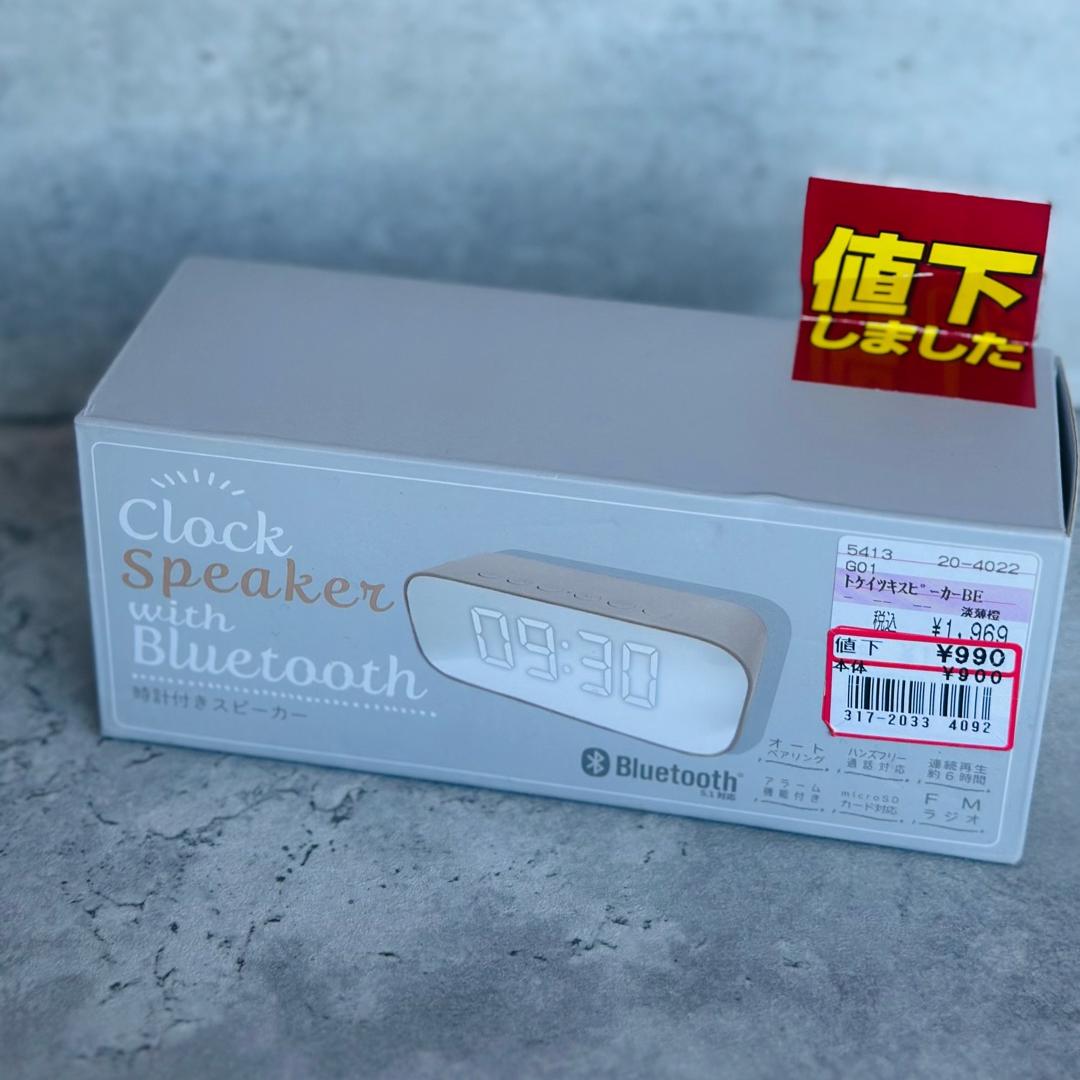 値下
しました
Clock
Speaker
with
Bluetooth
時計付きスピーカー
09:30
Bluetooth®
5.1対応
オート
ペアリング
ハンズフリー
通話対応
連続再生
約6時間
アラーム
機能付き
microSD
カード対応
FM
ラジオ
5413 20-4022
G01
トケイツキスピーカーBE
淡薄橙
税込 ¥1,969
値下 ¥990
本体 ¥900
317-2033 4092